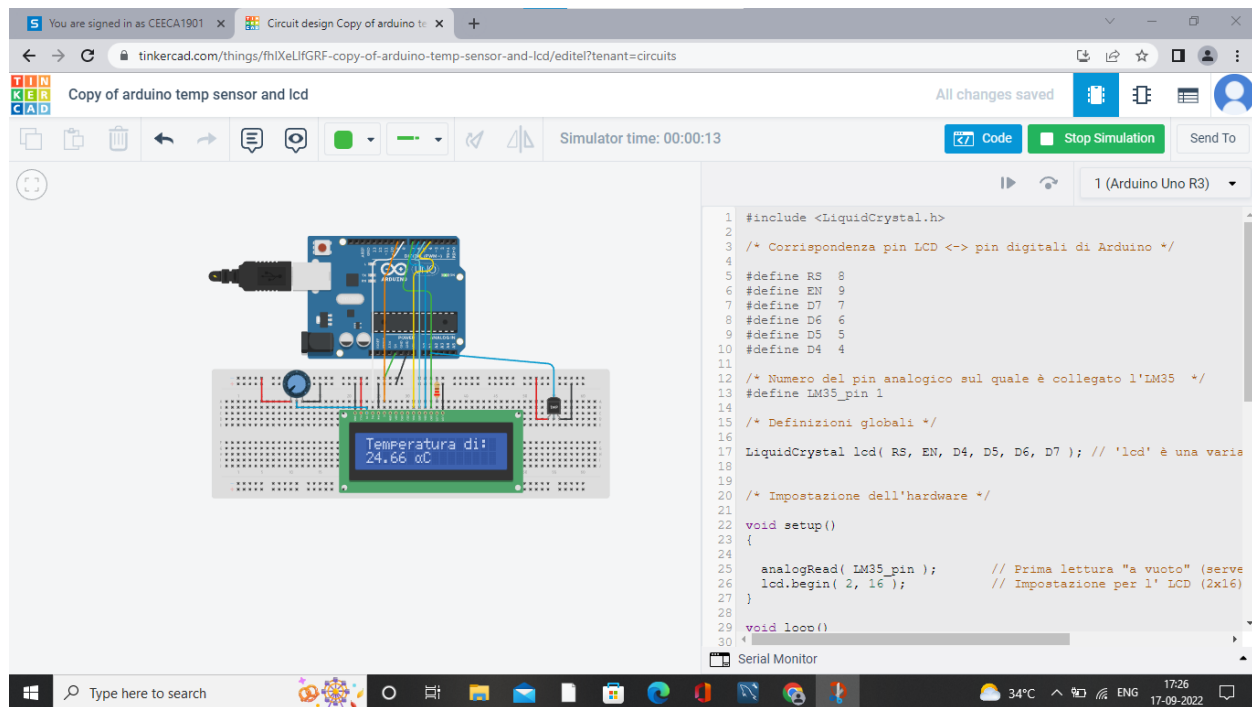 You are signed in as CEECA1901
Circuit design Copy of arduino te
tinkercad.com/things/fhIXeLlfGRF-copy-of-arduino-temp-sensor-and-lcd/editel?tenant=circuits
TINKERCAD
Copy of arduino temp sensor and lcd
All changes saved
Simulator time: 00:00:13
Code
Stop Simulation
Send To
1 (Arduino Uno R3)
1 #include <LiquidCrystal.h>
2
3 /* Corrispondenza pin LCD <-> pin digitali di Arduino */
4
5 #define RS 8
6 #define EN 9
7 #define D7 7
8 #define D6 6
9 #define D5 5
10 #define D4 4
11
12 /* Numero del pin analogico sul quale è collegato l'LM35 */
13 #define LM35_pin 1
14
15 /* Definizioni globali */
16
17 LiquidCrystal lcd( RS, EN, D4, D5, D6, D7 ); // 'lcd' è una varia
18
19
20 /* Impostazione dell'hardware */
21
22 void setup()
23 {
24
25 analogRead( LM35_pin ); // Prima lettura "a vuoto" (serve
26 lcd.begin( 2, 16 ); // Impostazione per l' LCD (2x16)
27 }
28
29 void loop()
30
ARDUINO
UNO
TMP
Temperatura di:
24.66 αC
Serial Monitor
Type here to search
34°C
ENG
17:26
17-09-2022